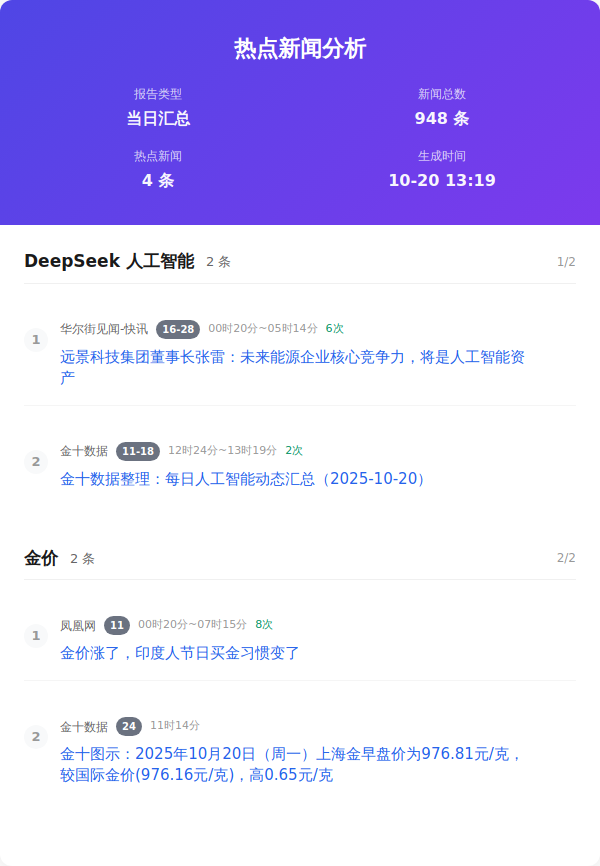 热点新闻分析
报告类型
当日汇总
新闻总数
948 条
热点新闻
4 条
生成时间
10-20 13:19
DeepSeek 人工智能 2 条 1/2
1 华尔街见闻-快讯 16-28 00时20分~05时14分 6次
远景科技集团董事长张雷：未来能源企业核心竞争力，将是人工智能资
产
2 金十数据 11-18 12时24分~13时19分 2次
金十数据整理：每日人工智能动态汇总（2025-10-20）
金价 2 条 2/2
1 凤凰网 11 00时20分~07时15分 8次
金价涨了，印度人节日买金习惯变了
2 金十数据 24 11时14分
金十图示：2025年10月20日（周一）上海金早盘价为976.81元/克，
较国际金价(976.16元/克)，高0.65元/克